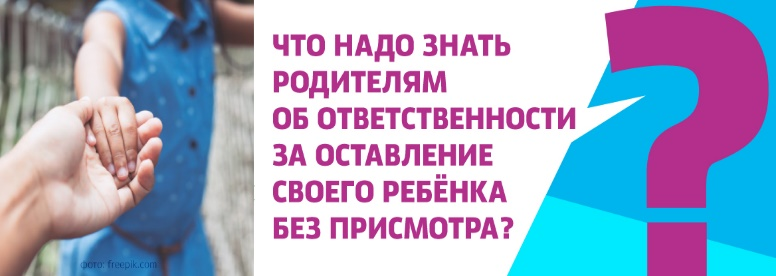 ЧТО НАДО ЗНАТЬ
РОДИТЕЛЯМ
ОБ ОТВЕТСТВЕННОСТИ
ЗА ОСТАВЛЕНИЕ
СВОЕГО РЕБЁНКА
БЕЗ ПРИСМОТРА?
?
фото: freepik.com